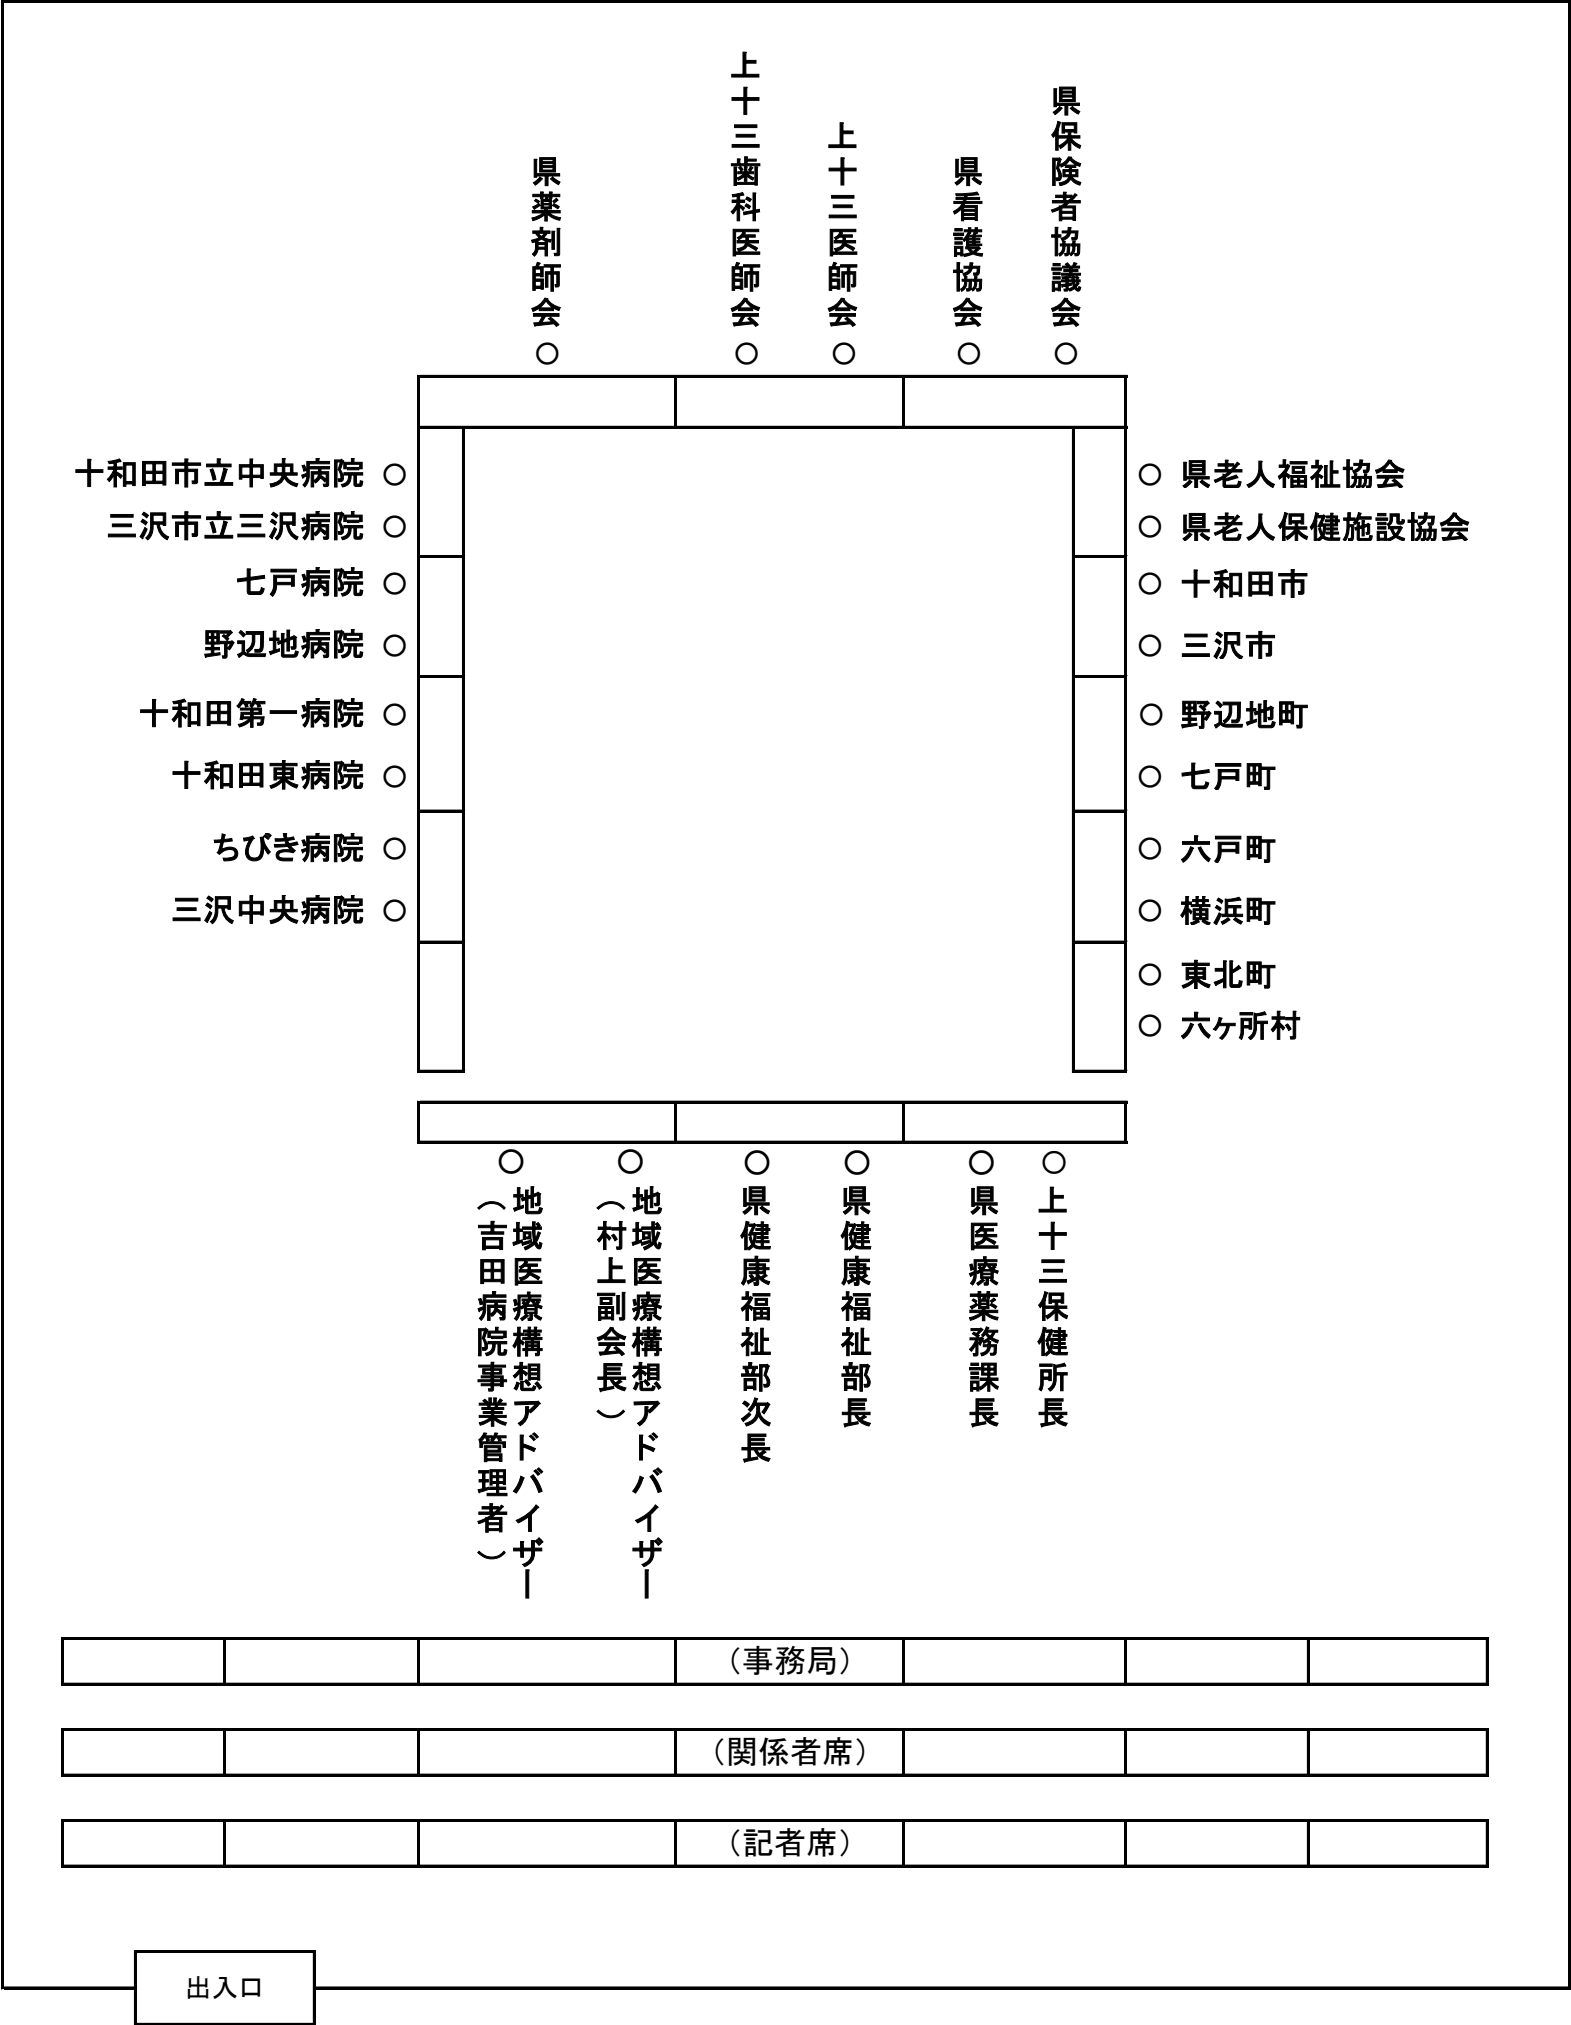 県薬剤師会
上十三歯科医師会
上十三医師会
県看護協会
県保険者協議会
○ ○ ○ ○ ○
十和田市立中央病院 ○
三沢市立三沢病院 ○
七戸病院 ○
野辺地病院 ○
十和田第一病院 ○
十和田東病院 ○
ちびき病院 ○
三沢中央病院 ○
○ 県老人福祉協会
○ 県老人保健施設協会
○ 十和田市
○ 三沢市
○ 野辺地町
○ 七戸町
○ 六戸町
○ 横浜町
○ 東北町
○ 六ヶ所村
○ ○ ○ ○ ○ ○
地域医療構想アドバイザー
（吉田病院事業管理者）
地域医療構想アドバイザー
（村上副会長）
県健康福祉部次長
県健康福祉部長
県医療薬務課長
上十三保健所長
（事務局）
（関係者席）
（記者席）
出入口